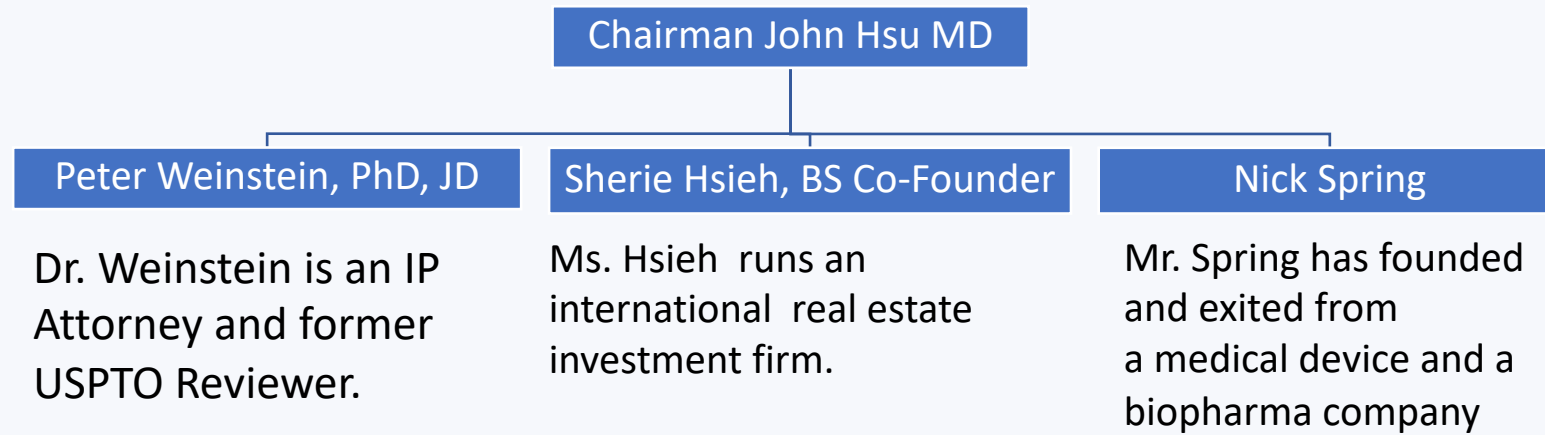 Chairman John Hsu MD
Peter Weinstein, PhD, JD
Dr. Weinstein is an IP
Attorney and former
USPTO Reviewer.
Sherie Hsieh, BS Co-Founder
Ms. Hsieh  runs an
international  real estate
investment firm.
Nick Spring
Mr. Spring has founded
and exited from
a medical device and a
biopharma company